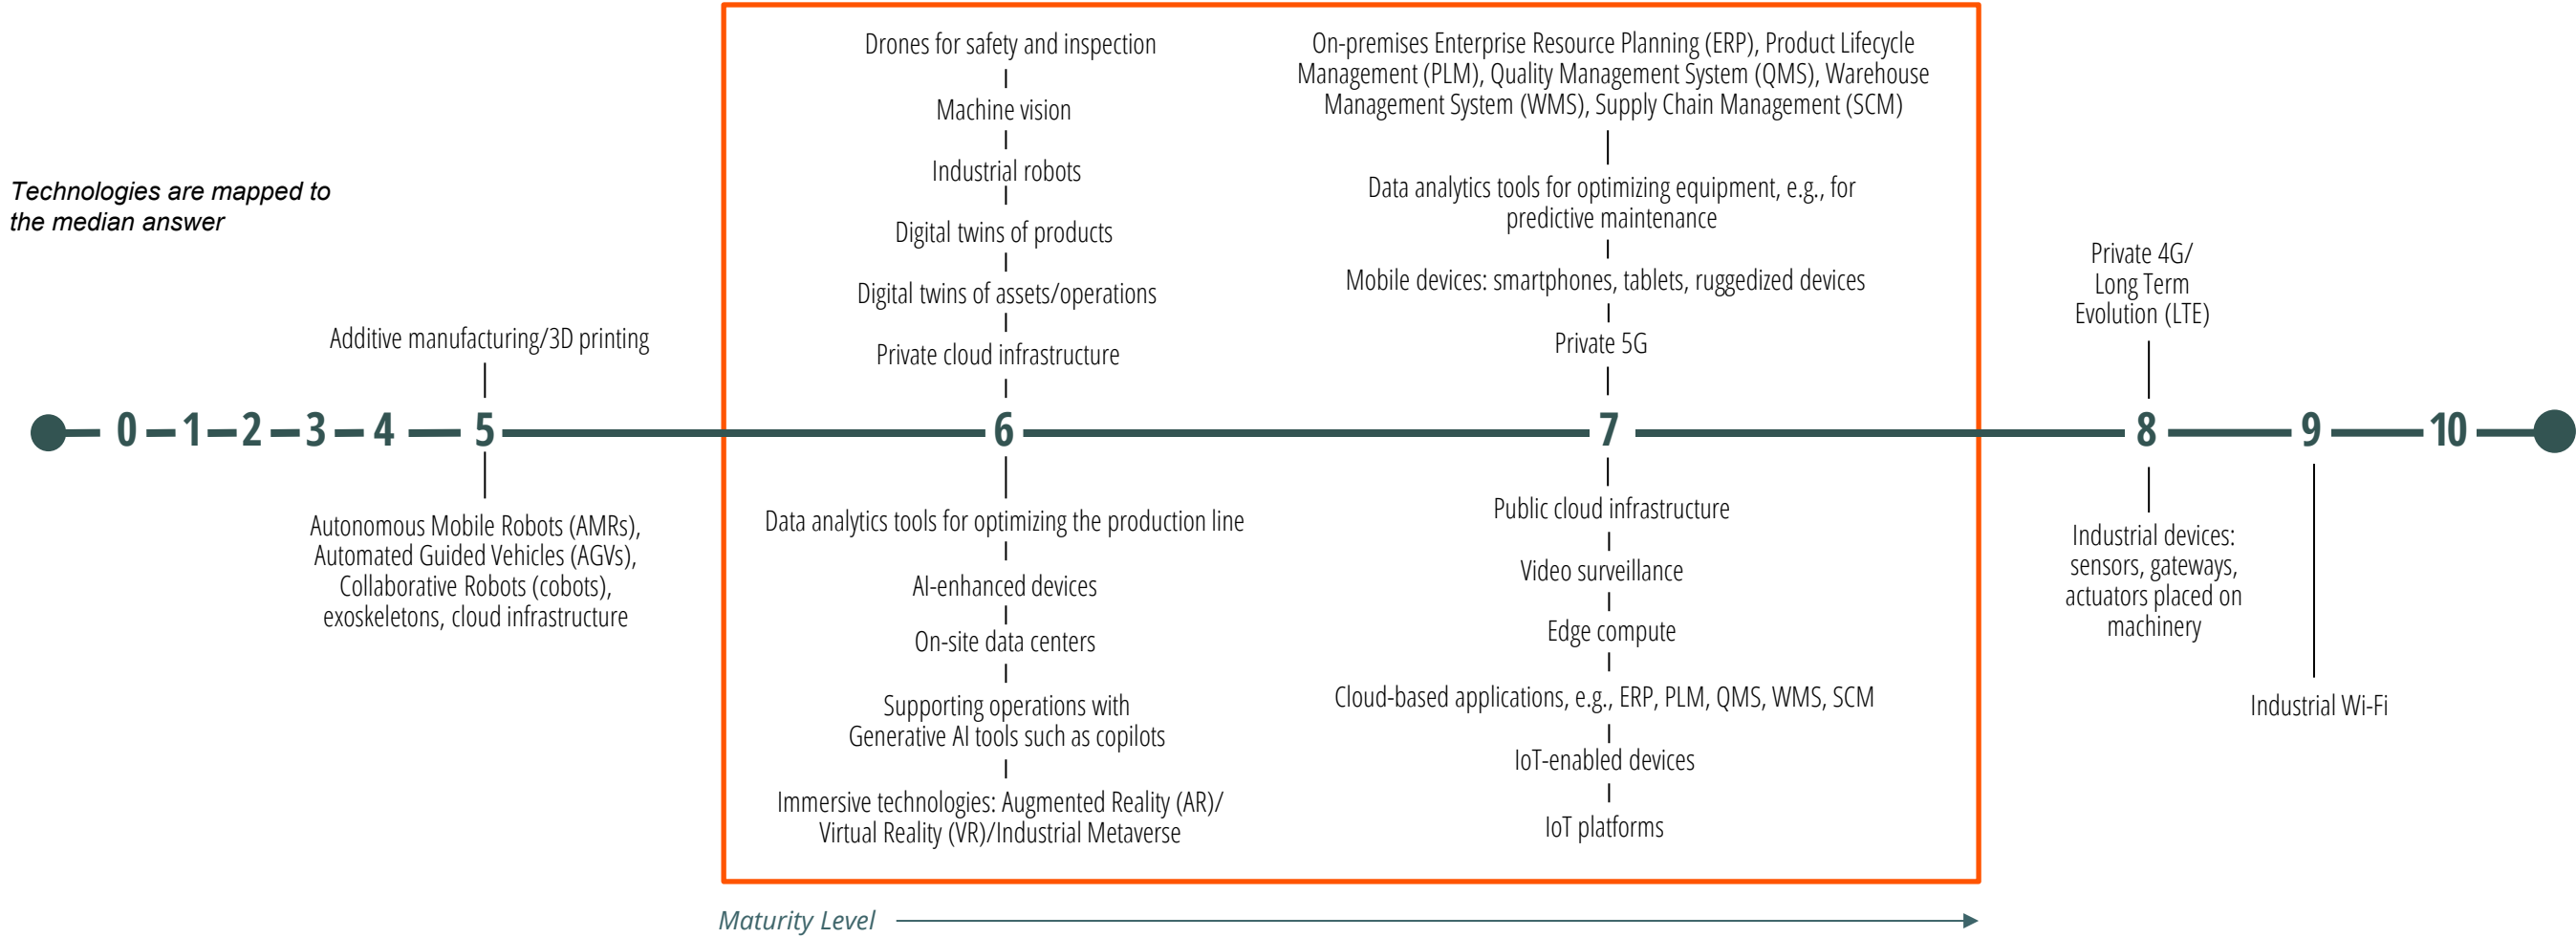 Technologies are mapped to
the median answer
Additive manufacturing/3D printing
Autonomous Mobile Robots (AMRs),
Automated Guided Vehicles (AGVs),
Collaborative Robots (cobots),
exoskeletons, cloud infrastructure
Drones for safety and inspection
Machine vision
Industrial robots
Digital twins of products
Digital twins of assets/operations
Private cloud infrastructure
On-premises Enterprise Resource Planning (ERP), Product Lifecycle
Management (PLM), Quality Management System (QMS), Warehouse
Management System (WMS), Supply Chain Management (SCM)
Data analytics tools for optimizing equipment, e.g., for
predictive maintenance
Mobile devices: smartphones, tablets, ruggedized devices
Private 5G
Private 4G/
Long Term
Evolution (LTE)
0 1 2 3 4 5 6 7 8 9 10
Data analytics tools for optimizing the production line
AI-enhanced devices
On-site data centers
Supporting operations with
Generative AI tools such as copilots
Immersive technologies: Augmented Reality (AR)/
Virtual Reality (VR)/Industrial Metaverse
Public cloud infrastructure
Video surveillance
Edge compute
Cloud-based applications, e.g., ERP, PLM, QMS, WMS, SCM
IoT-enabled devices
IoT platforms
Industrial devices:
sensors, gateways,
actuators placed on
machinery
Industrial Wi-Fi
Maturity Level